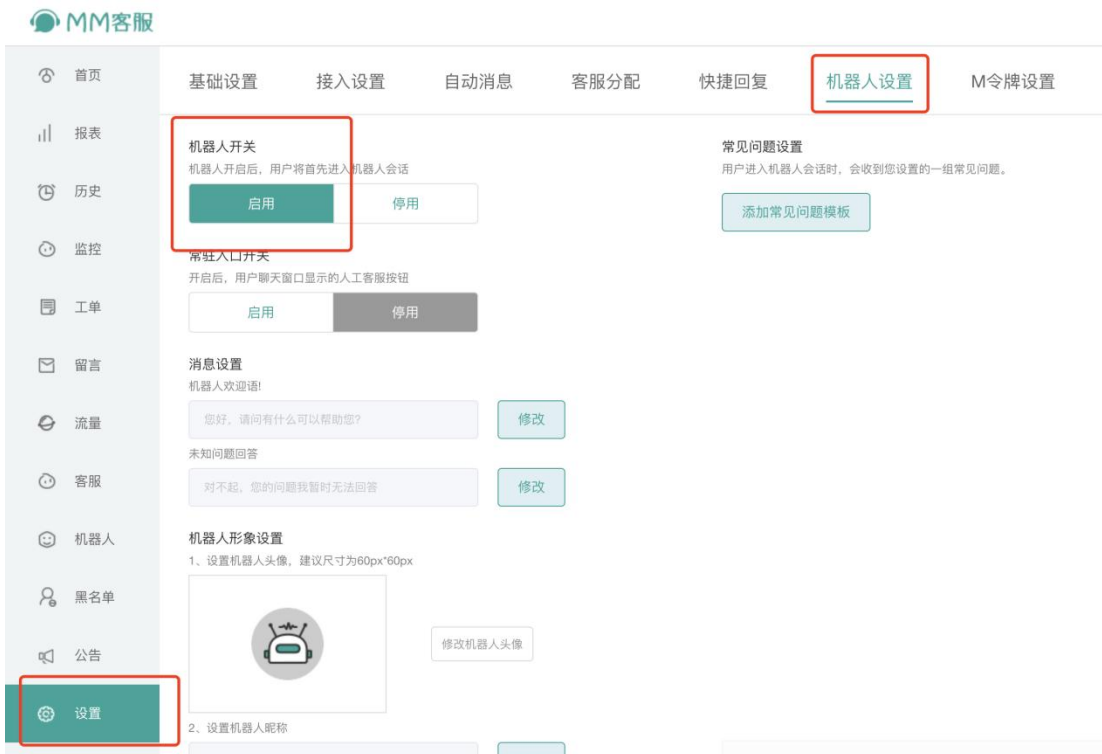 MM客服
首页
报表
历史
监控
工单
留言
流量
客服
机器人
黑名单
公告
设置
基础设置 接入设置 自动消息 客服分配 快捷回复 机器人设置 M令牌设置
机器人开关
机器人开启后，用户将首先进入机器人会话
启用 停用
常驻入口开关
开启后，用户聊天窗口显示的人工客服按钮
启用 停用
消息设置
机器人欢迎语!
您好，请问有什么可以帮助您?
修改
未知问题回答
对不起，您的问题我暂时无法回答
修改
机器人形象设置
1、设置机器人头像，建议尺寸为60px*60px
修改机器人头像
2、设置机器人昵称
常见问题设置
用户进入机器人会话时，会收到您设置的一组常见问题。
添加常见问题模板